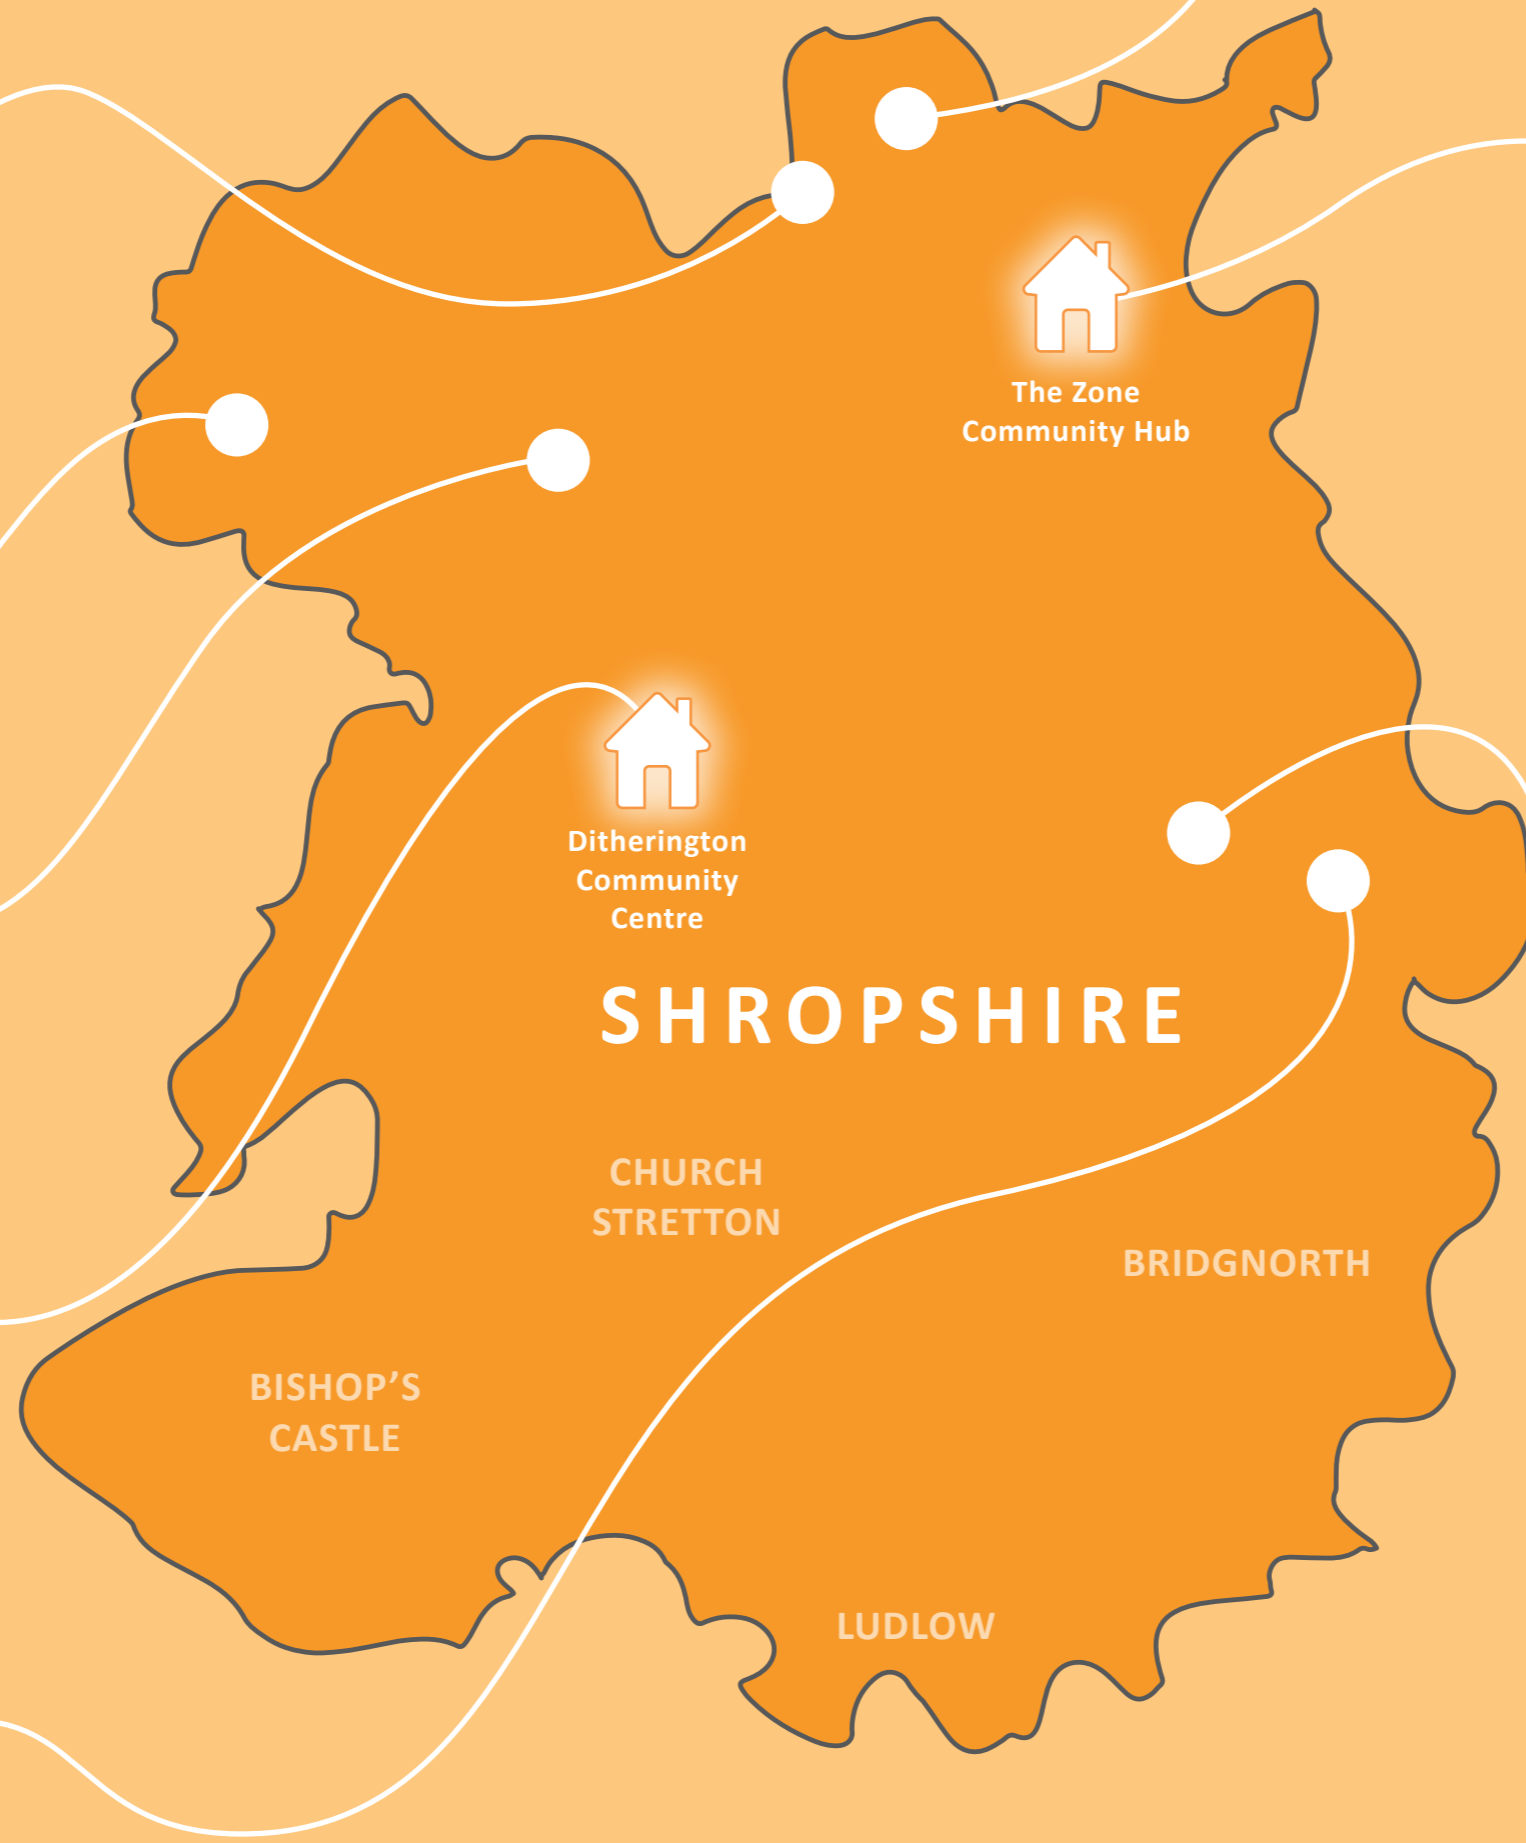 The Zone
Community Hub
Ditherington
Community
Centre
SHROPSHIRE
CHURCH
STRETTON
BRIDGNORTH
BISHOP’S
CASTLE
LUDLOW